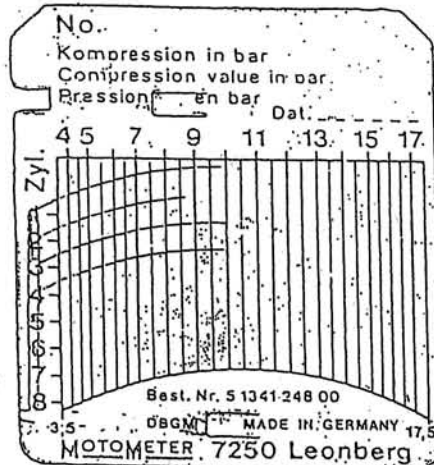 No.
Kompression in bar
Compression value in bar
Pression en bar
Dat.
4 5 7 9 11 13 15 17
Zyl.
1
2
3
4
5
6
7
8
Best. Nr. 5 1341 248 00
3,5 DBGM MADE IN GERMANY 17,5
MOTOMETER 7250 Leonberg